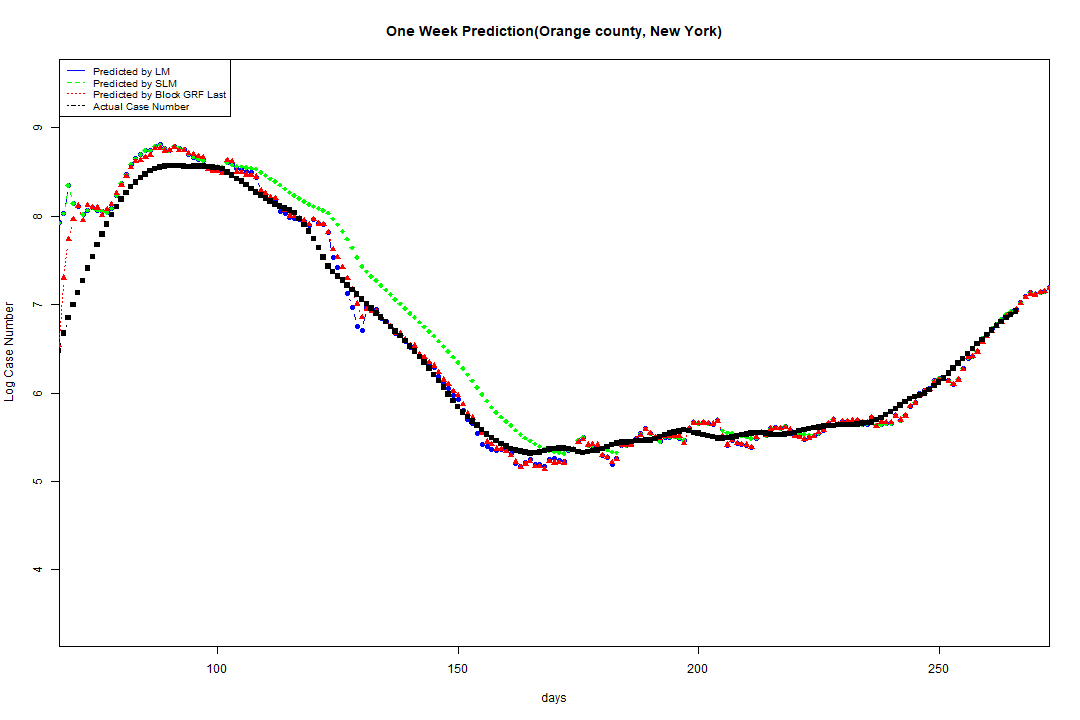 One Week Prediction(Orange county, New York)
Predicted by LM
Predicted by SLM
Predicted by Block GRF Last
Actual Case Number
9
8
7
6
5
4
Log Case Number
100 150 200 250
days